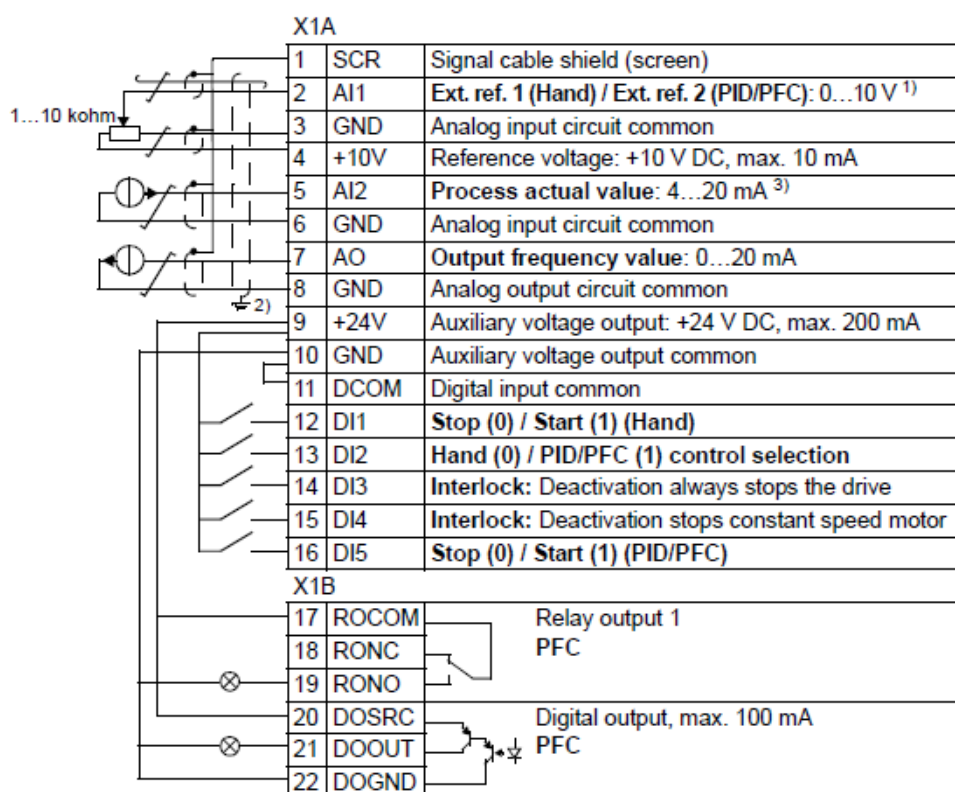 X1A
1 SCR Signal cable shield (screen)
2 AI1 Ext. ref. 1 (Hand) / Ext. ref. 2 (PID/PFC): 0…10 V 1)
1…10 kohm
3 GND Analog input circuit common
4 +10V Reference voltage: +10 V DC, max. 10 mA
5 AI2 Process actual value: 4…20 mA 3)
6 GND Analog input circuit common
7 AO Output frequency value: 0…20 mA
8 GND Analog output circuit common
2)
9 +24V Auxiliary voltage output: +24 V DC, max. 200 mA
10 GND Auxiliary voltage output common
11 DCOM Digital input common
12 DI1 Stop (0) / Start (1) (Hand)
13 DI2 Hand (0) / PID/PFC (1) control selection
14 DI3 Interlock: Deactivation always stops the drive
15 DI4 Interlock: Deactivation stops constant speed motor
16 DI5 Stop (0) / Start (1) (PID/PFC)
X1B
17 ROCOM Relay output 1
18 RONC PFC
19 RONO
20 DOSRC Digital output, max. 100 mA
21 DOOUT PFC
22 DOGND